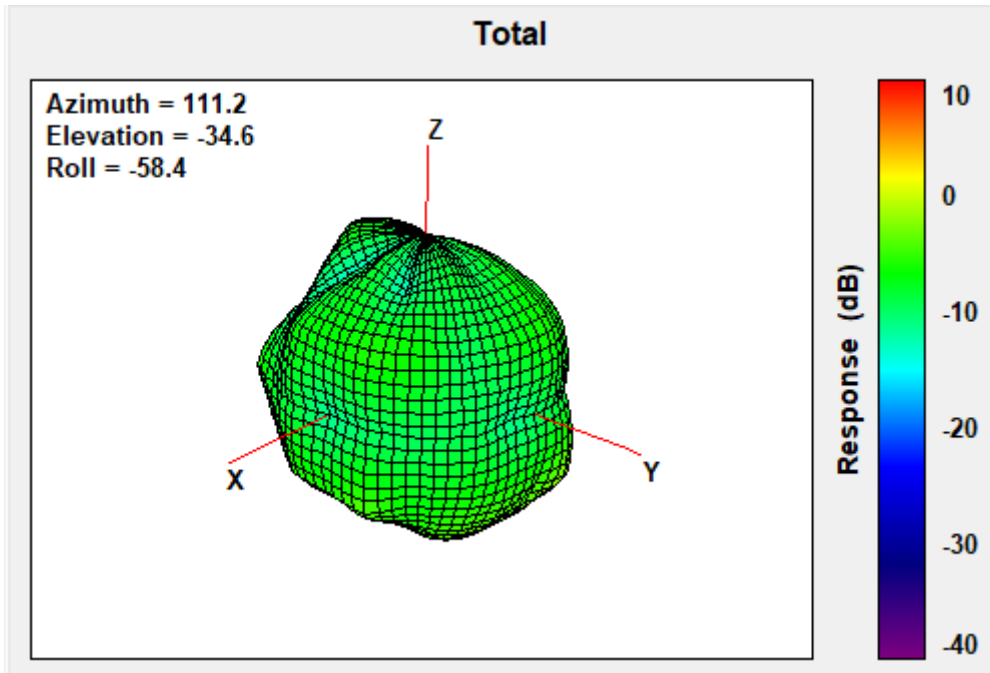 Total
Azimuth = 111.2
Elevation = -34.6
Roll = -58.4
Z
X
Y
10
0
-10
-20
-30
-40
Response (dB)